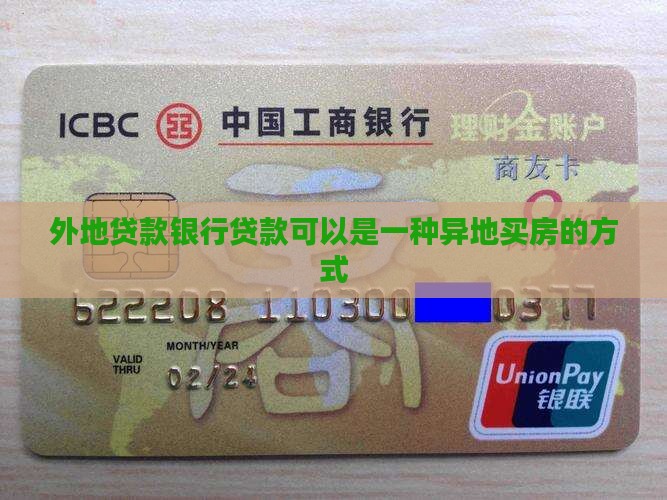 ICBC 中国工商银行 理财金账户
商友卡
外地贷款银行贷款可以是一种异地买房的方
式
622208 110300 0377
MONTH/YEAR
VALID
THRU
02/24
UnionPay
银联